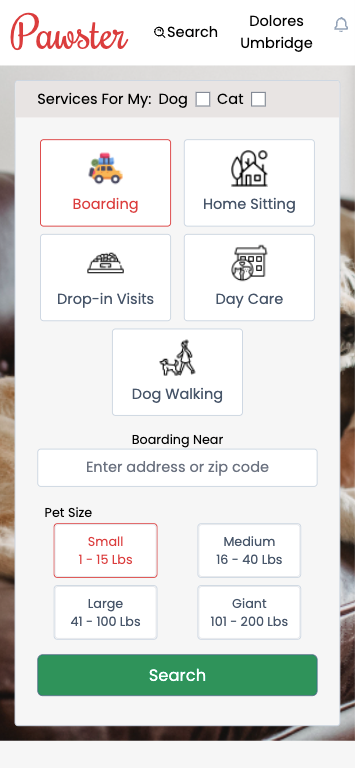 Pawster
Search
Dolores
Umbridge
Services For My: Dog Cat
Boarding
Home Sitting
Drop-in Visits
Day Care
Dog Walking
Boarding Near
Enter address or zip code
Pet Size
Small
1 - 15 Lbs
Medium
16 - 40 Lbs
Large
41 - 100 Lbs
Giant
101 - 200 Lbs
Search